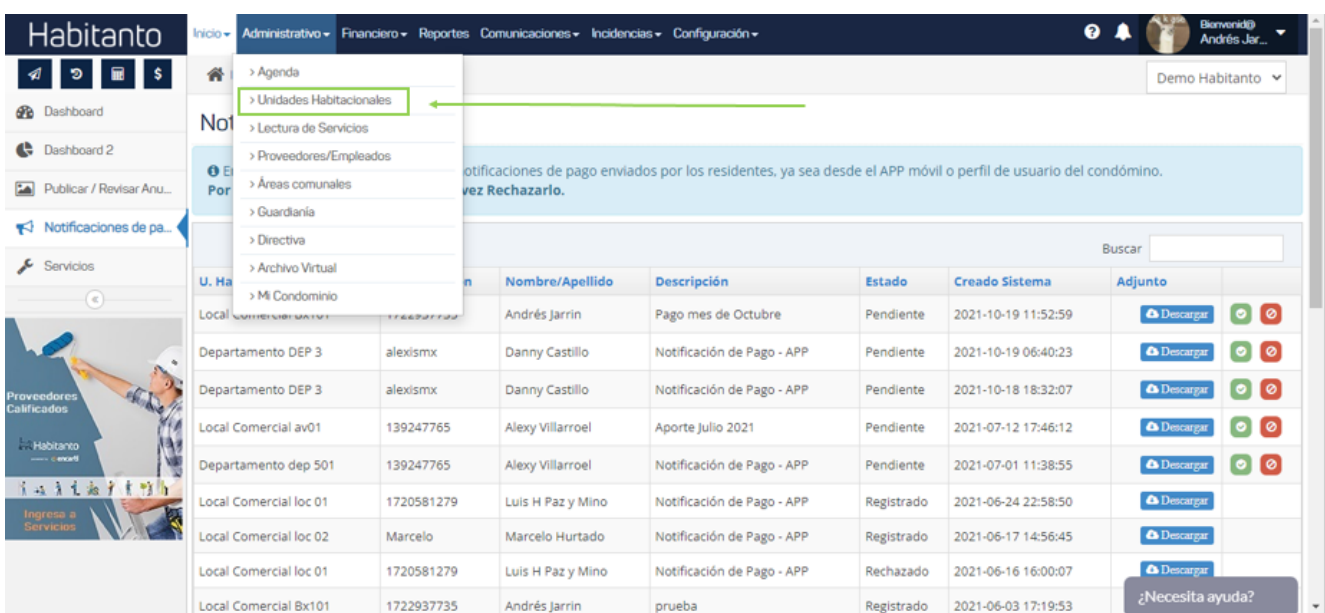 Habitanto
Inicio Administrativo Financiero Reportes Comunicaciones Incidencias Configuración
Bienvenid@
Andrés Jar...
Demo Habitanto
> Agenda
> Unidades Habitacionales
> Lectura de Servicios
> Proveedores/Empleados
> Áreas comunales
> Guardianía
> Directiva
> Archivo Virtual
> Mi Condominio
Dashboard
Dashboard 2
Publicar / Revisar Anu...
Notificaciones de pa...
Servicios
Proveedores
Calificados
Habitanto
Ingresa a
Servicios
Not
otificaciones de pago enviados por los residentes, ya sea desde el APP móvil o perfil de usuario del condómino.
Por vez Rechazarlo.
Buscar
U. Ha n Nombre/Apellido Descripción Estado Creado Sistema Adjunto
Local Comercial Bx101 1722937735 Andrés Jarrin Pago mes de Octubre Pendiente 2021-10-19 11:52:59 Descargar
Departamento DEP 3 alexismx Danny Castillo Notificación de Pago - APP Pendiente 2021-10-19 06:40:23 Descargar
Departamento DEP 3 alexismx Danny Castillo Notificación de Pago - APP Pendiente 2021-10-18 18:32:07 Descargar
Local Comercial av01 139247765 Alexy Villarroel Aporte Julio 2021 Pendiente 2021-07-12 17:46:12 Descargar
Departamento dep 501 139247765 Alexy Villarroel Notificación de Pago - APP Pendiente 2021-07-01 11:38:55 Descargar
Local Comercial loc 01 1720581279 Luis H Paz y Mino Notificación de Pago - APP Registrado 2021-06-24 22:58:50 Descargar
Local Comercial loc 02 Marcelo Marcelo Hurtado Notificación de Pago - APP Registrado 2021-06-17 14:56:45 Descargar
Local Comercial loc 01 1720581279 Luis H Paz y Mino Notificación de Pago - APP Rechazado 2021-06-16 16:00:07 Descargar
Local Comercial Bx101 1722937735 Andrés Jarrin prueba Registrado 2021-06-03 17:19:53
¿Necesita ayuda?